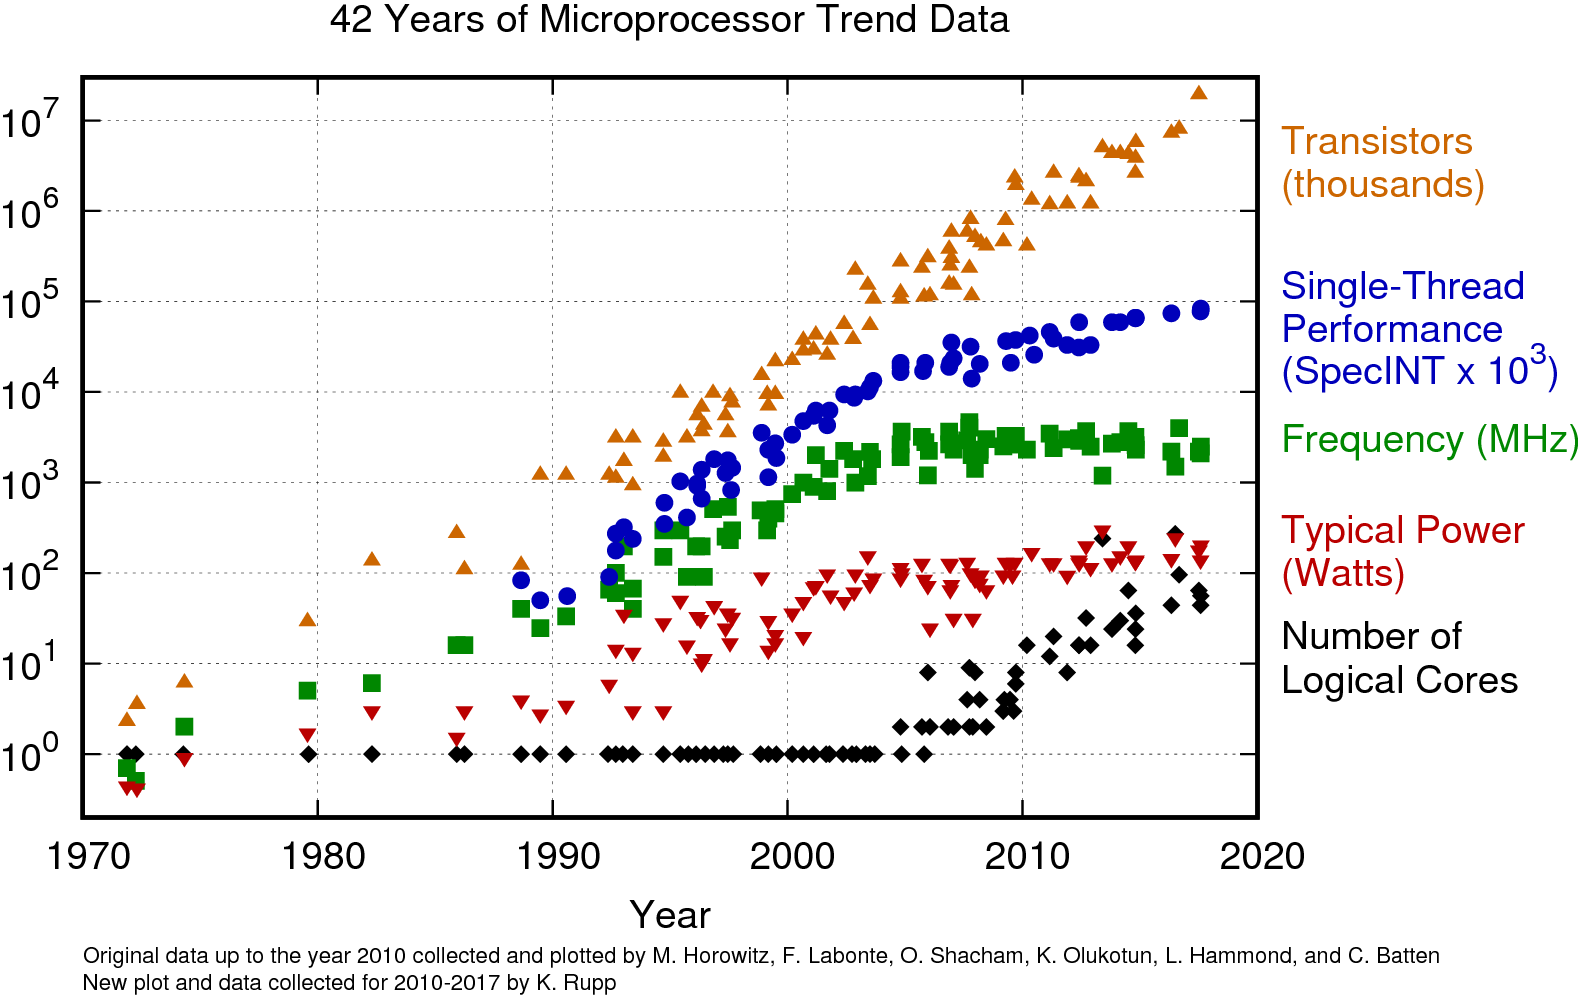 42 Years of Microprocessor Trend Data
10^7
10^6
10^5
10^4
10^3
10^2
10^1
10^0
Transistors
(thousands)
Single-Thread
Performance
(SpecINT x 10^3)
Frequency (MHz)
Typical Power
(Watts)
Number of
Logical Cores
1970 1980 1990 2000 2010 2020
Year
Original data up to the year 2010 collected and plotted by M. Horowitz, F. Labonte, O. Shacham, K. Olukotun, L. Hammond, and C. Batten
New plot and data collected for 2010-2017 by K. Rupp